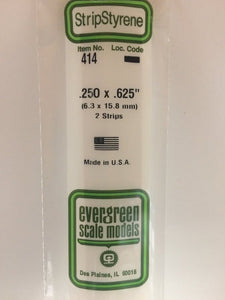 StripStyrene
Item No. Loc. Code
414
.250 x .625"
(6.3 x 15.8 mm)
2 Strips
Made in U.S.A.
evergreen
scale models
Des Plaines, IL 60018